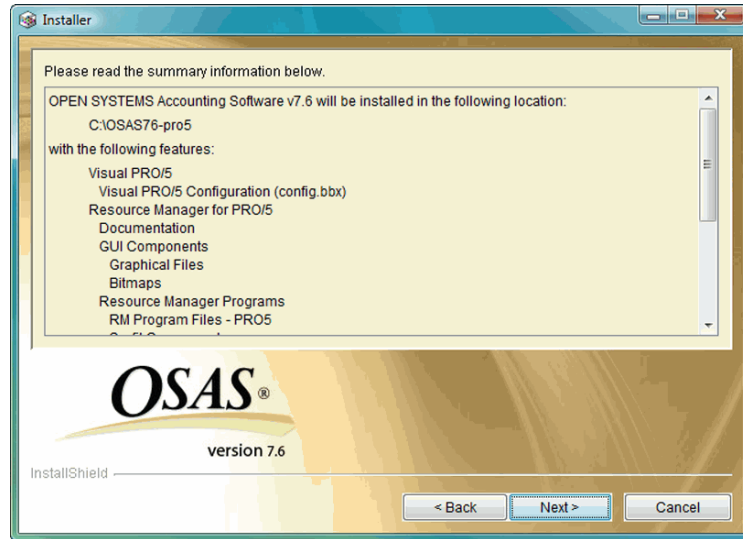 Installer
Please read the summary information below.
OPEN SYSTEMS Accounting Software v7.6 will be installed in the following location:
C:\OSAS76-pro5
with the following features:
Visual PRO/5
Visual PRO/5 Configuration (config.bbx)
Resource Manager for PRO/5
Documentation
GUI Components
Graphical Files
Bitmaps
Resource Manager Programs
RM Program Files - PRO5
OSAS®
version 7.6
InstallShield
< Back Next > Cancel